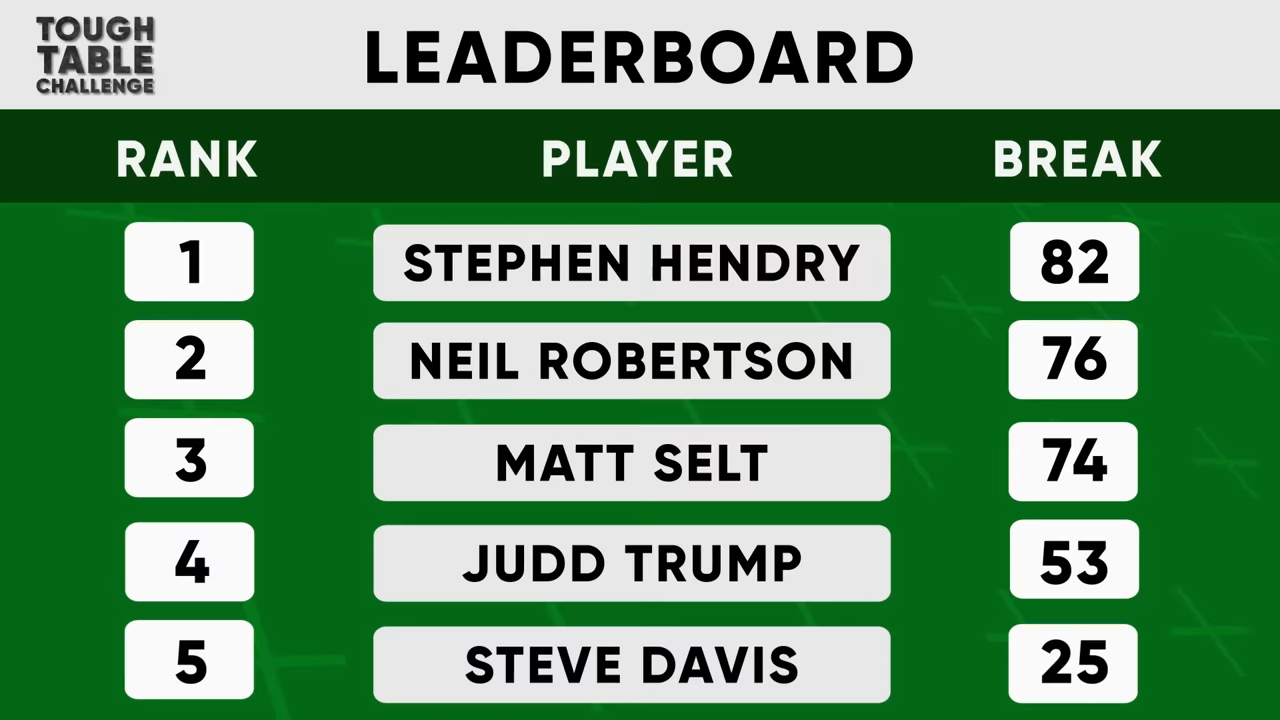 TOUGH
TABLE
CHALLENGE
LEADERBOARD
RANK PLAYER BREAK
1 STEPHEN HENDRY 82
2 NEIL ROBERTSON 76
3 MATT SELT 74
4 JUDD TRUMP 53
5 STEVE DAVIS 25